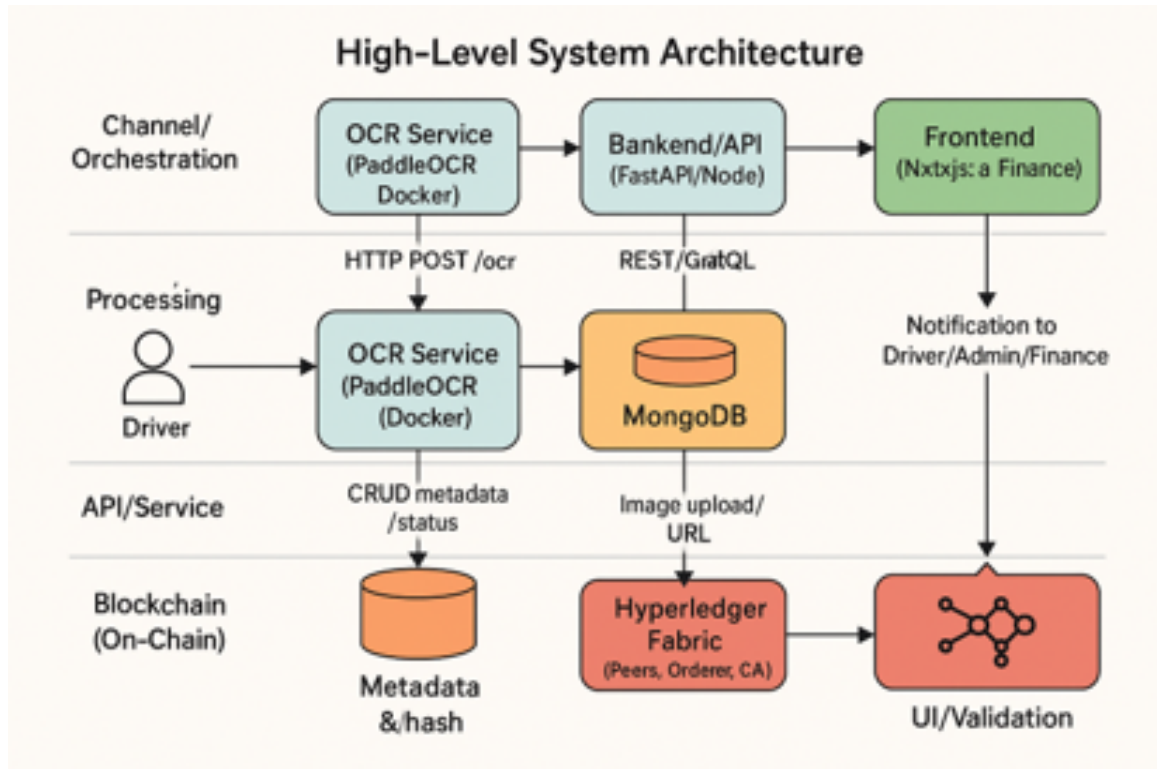 High-Level System Architecture
Channel/
Orchestration
OCR Service
(PaddleOCR
Docker)
Bankend/API
(FastAPI/Node)
Frontend
(Nxtxjs: a Finance)
HTTP POST /ocr
REST/GratQL
Processing
Driver
OCR Service
(PaddleOCR
(Docker)
MongoDB
Notification to
Driver/Admin/Finance
API/Service
CRUD metadata
/status
Image upload/
URL
Blockchain
(On-Chain)
Metadata
&/hash
Hyperledger
Fabric
(Peers, Orderer, CA)
UI/Validation